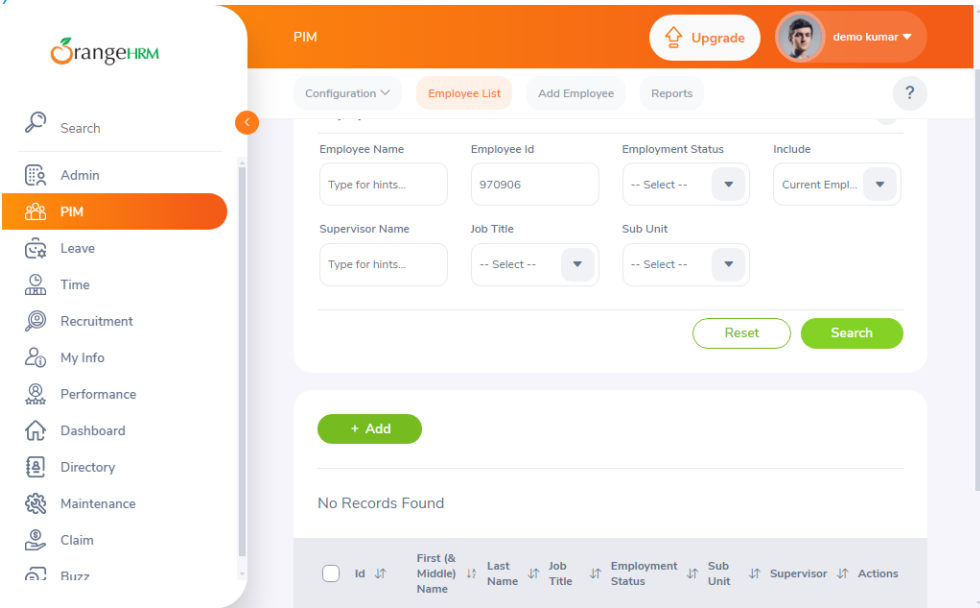 OrangeHRM
PIM
Upgrade
demo kumar
Configuration
Employee List
Add Employee
Reports
?
Search
Admin
PIM
Leave
Time
Recruitment
My Info
Performance
Dashboard
Directory
Maintenance
Claim
Buzz
Employee Name
Employee Id
Employment Status
Include
Type for hints...
970906
-- Select --
Current Empl...
Supervisor Name
Job Title
Sub Unit
Type for hints...
-- Select --
-- Select --
Reset
Search
+ Add
No Records Found
Id
First (& Middle) Name
Last Name
Job Title
Employment Status
Sub Unit
Supervisor
Actions